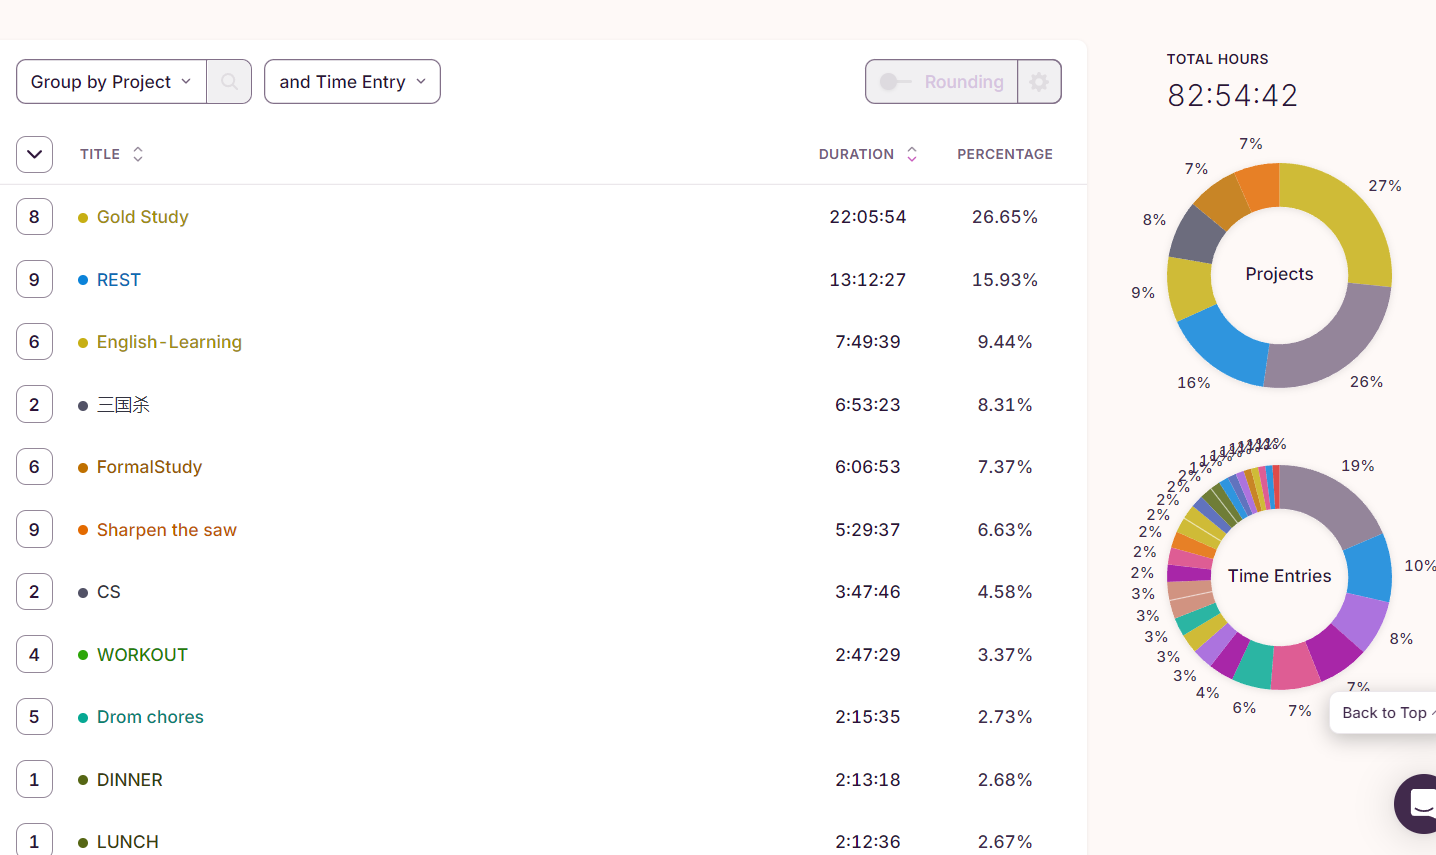 Group by Project
and Time Entry
Rounding
TITLE
DURATION
PERCENTAGE
8 Gold Study 22:05:54 26.65%
9 REST 13:12:27 15.93%
6 English-Learning 7:49:39 9.44%
2 三国杀 6:53:23 8.31%
6 FormalStudy 6:06:53 7.37%
9 Sharpen the saw 5:29:37 6.63%
2 CS 3:47:46 4.58%
4 WORKOUT 2:47:29 3.37%
5 Drom chores 2:15:35 2.73%
1 DINNER 2:13:18 2.68%
1 LUNCH 2:12:36 2.67%
TOTAL HOURS
82:54:42
7%
7%
27%
8%
Projects
9%
16%
26%
19%
2%
2%
2%
2%
2%
2%
2%
Time Entries
10%
3%
3%
3%
8%
3%
3%
4%
7%
6%
7%
Back to Top